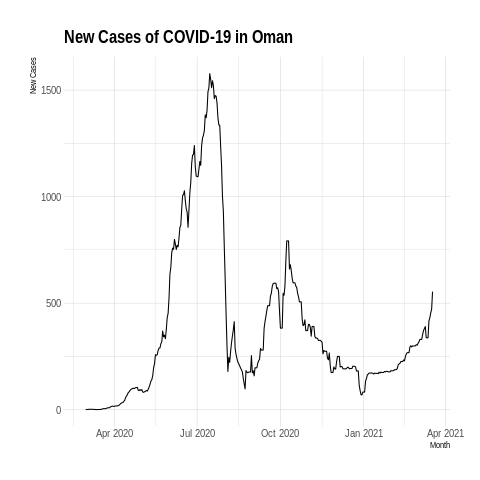 New Cases of COVID-19 in Oman
New Cases
1500
1000
500
0
Apr 2020 Jul 2020 Oct 2020 Jan 2021 Apr 2021
Month